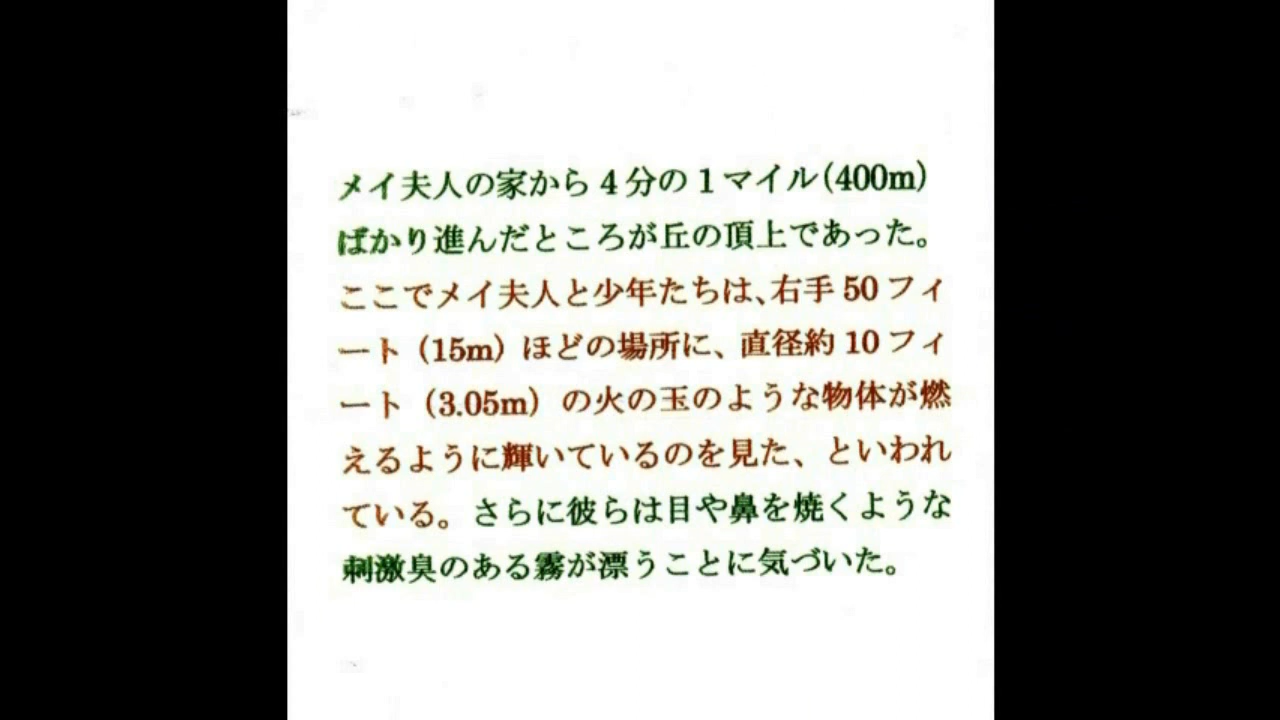 メイ夫人の家から4分の1マイル(400m)
ばかり進んだところが丘の頂上であった。
ここでメイ夫人と少年たちは、右手50フィ
ート（15m）ほどの場所に、直径約10フィ
ート（3.05m）の火の玉のような物体が燃
えるように輝いているのを見た、といわれ
ている。さらに彼らは目や鼻を焼くような
刺激臭のある霧が漂うことに気づいた。